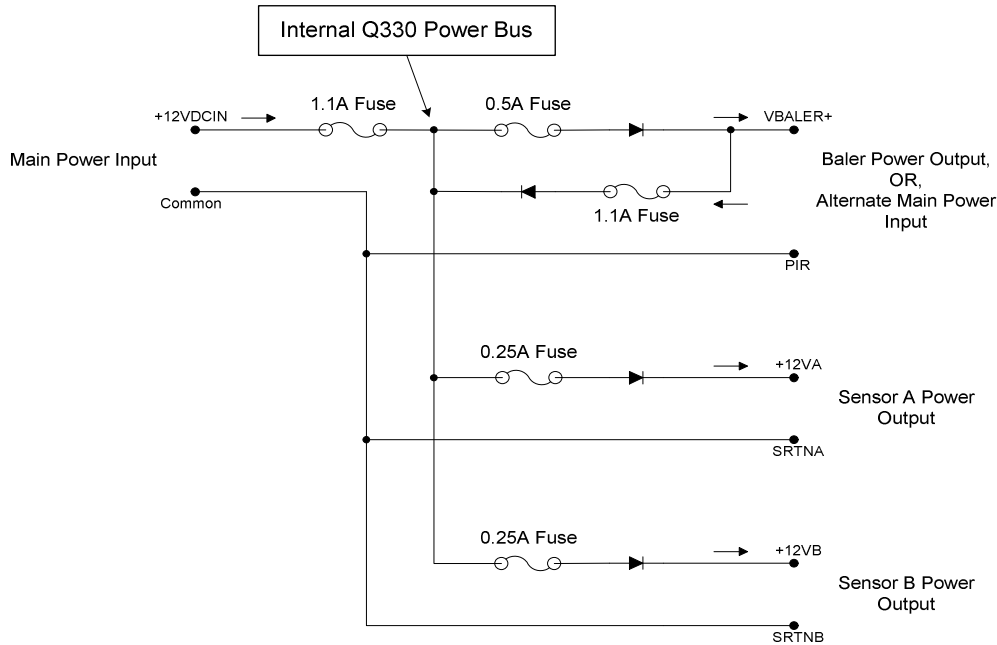 Internal Q330 Power Bus
1.1A Fuse
0.5A Fuse
+12VDCIN
VBALER+
Main Power Input
Baler Power Output,
OR,
Alternate Main Power
Input
Common
1.1A Fuse
PIR
0.25A Fuse
+12VA
Sensor A Power
Output
SRTNA
0.25A Fuse
+12VB
Sensor B Power
Output
SRTNB